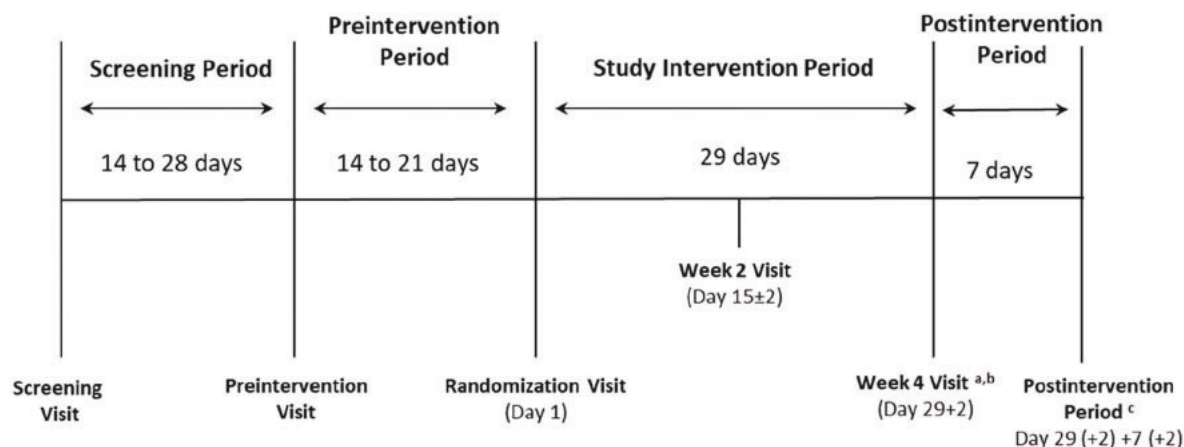 Screening Period
Preintervention
Period
Study Intervention Period
Postintervention
Period
14 to 28 days
14 to 21 days
29 days
7 days
Week 2 Visit
(Day 15±2)
Screening
Visit
Preintervention
Visit
Randomization Visit
(Day 1)
Week 4 Visit a,b
(Day 29+2)
Postintervention
Period c
Day 29 (+2) +7 (+2)